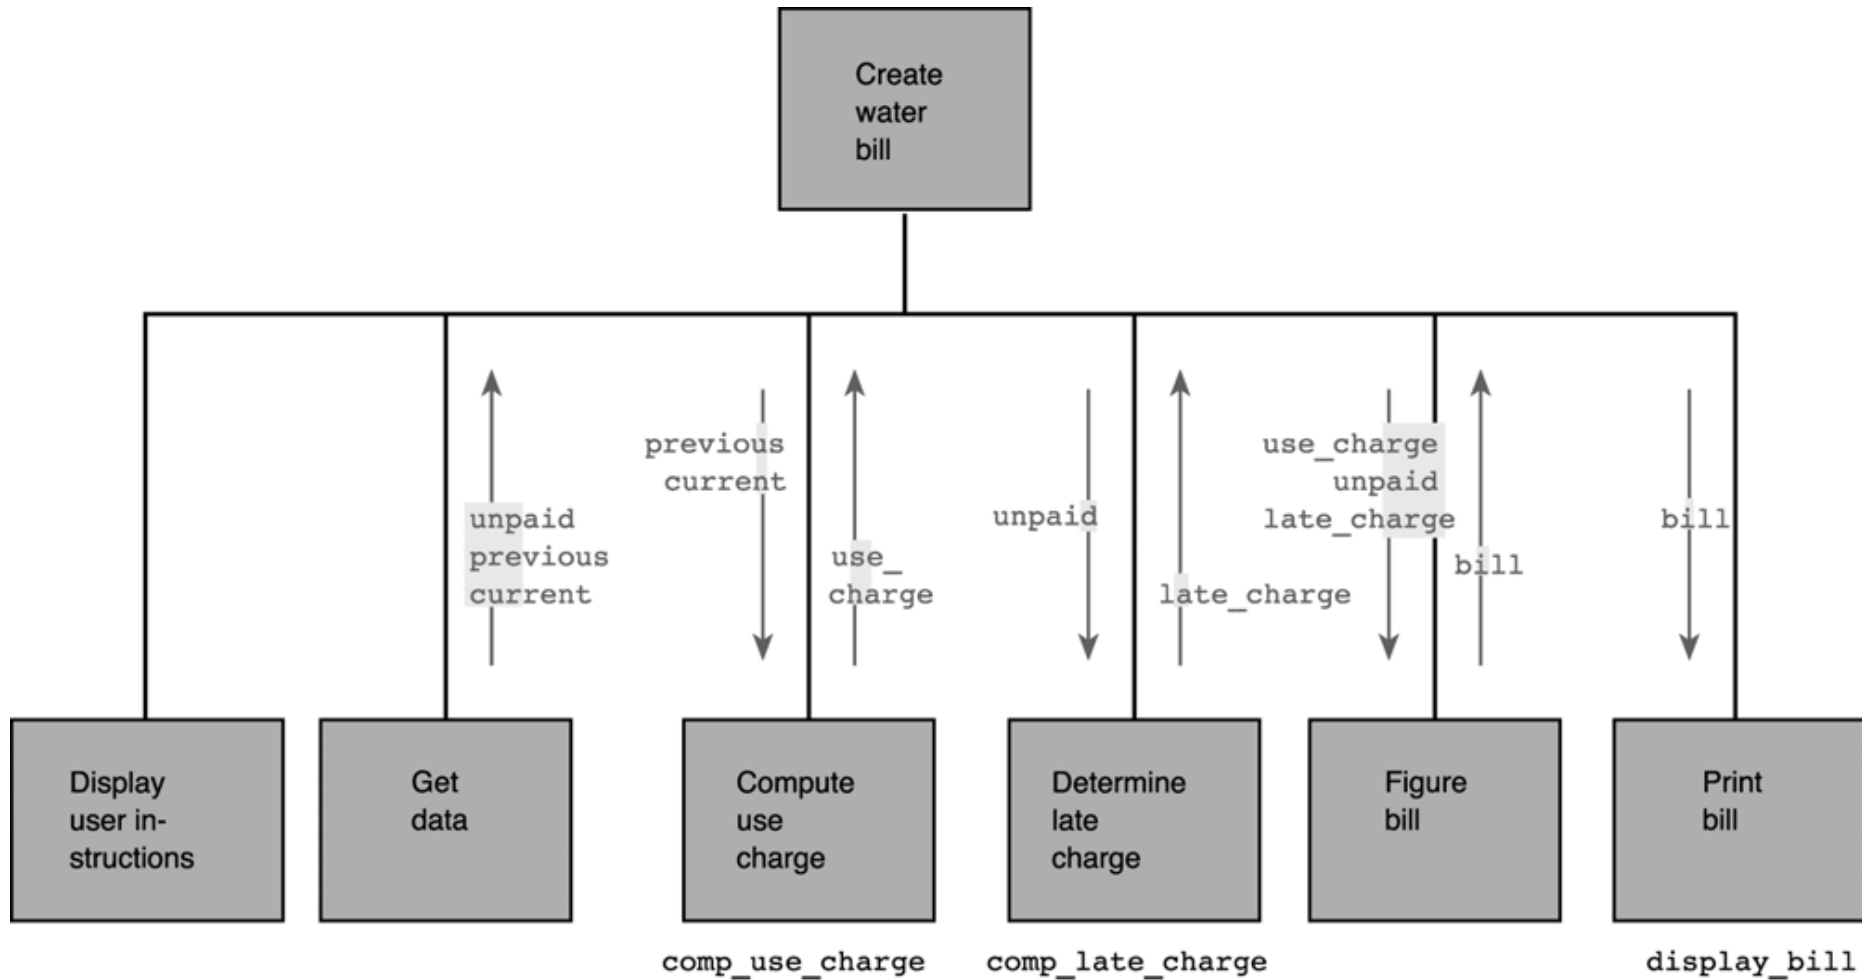 Create
water
bill
unpaid
previous
current
previous
current
use_
charge
unpaid
late_charge
use_charge
unpaid
late_charge
bill
bill
Display
user in-
structions
Get
data
Compute
use
charge
Determine
late
charge
Figure
bill
Print
bill
comp_use_charge
comp_late_charge
display_bill